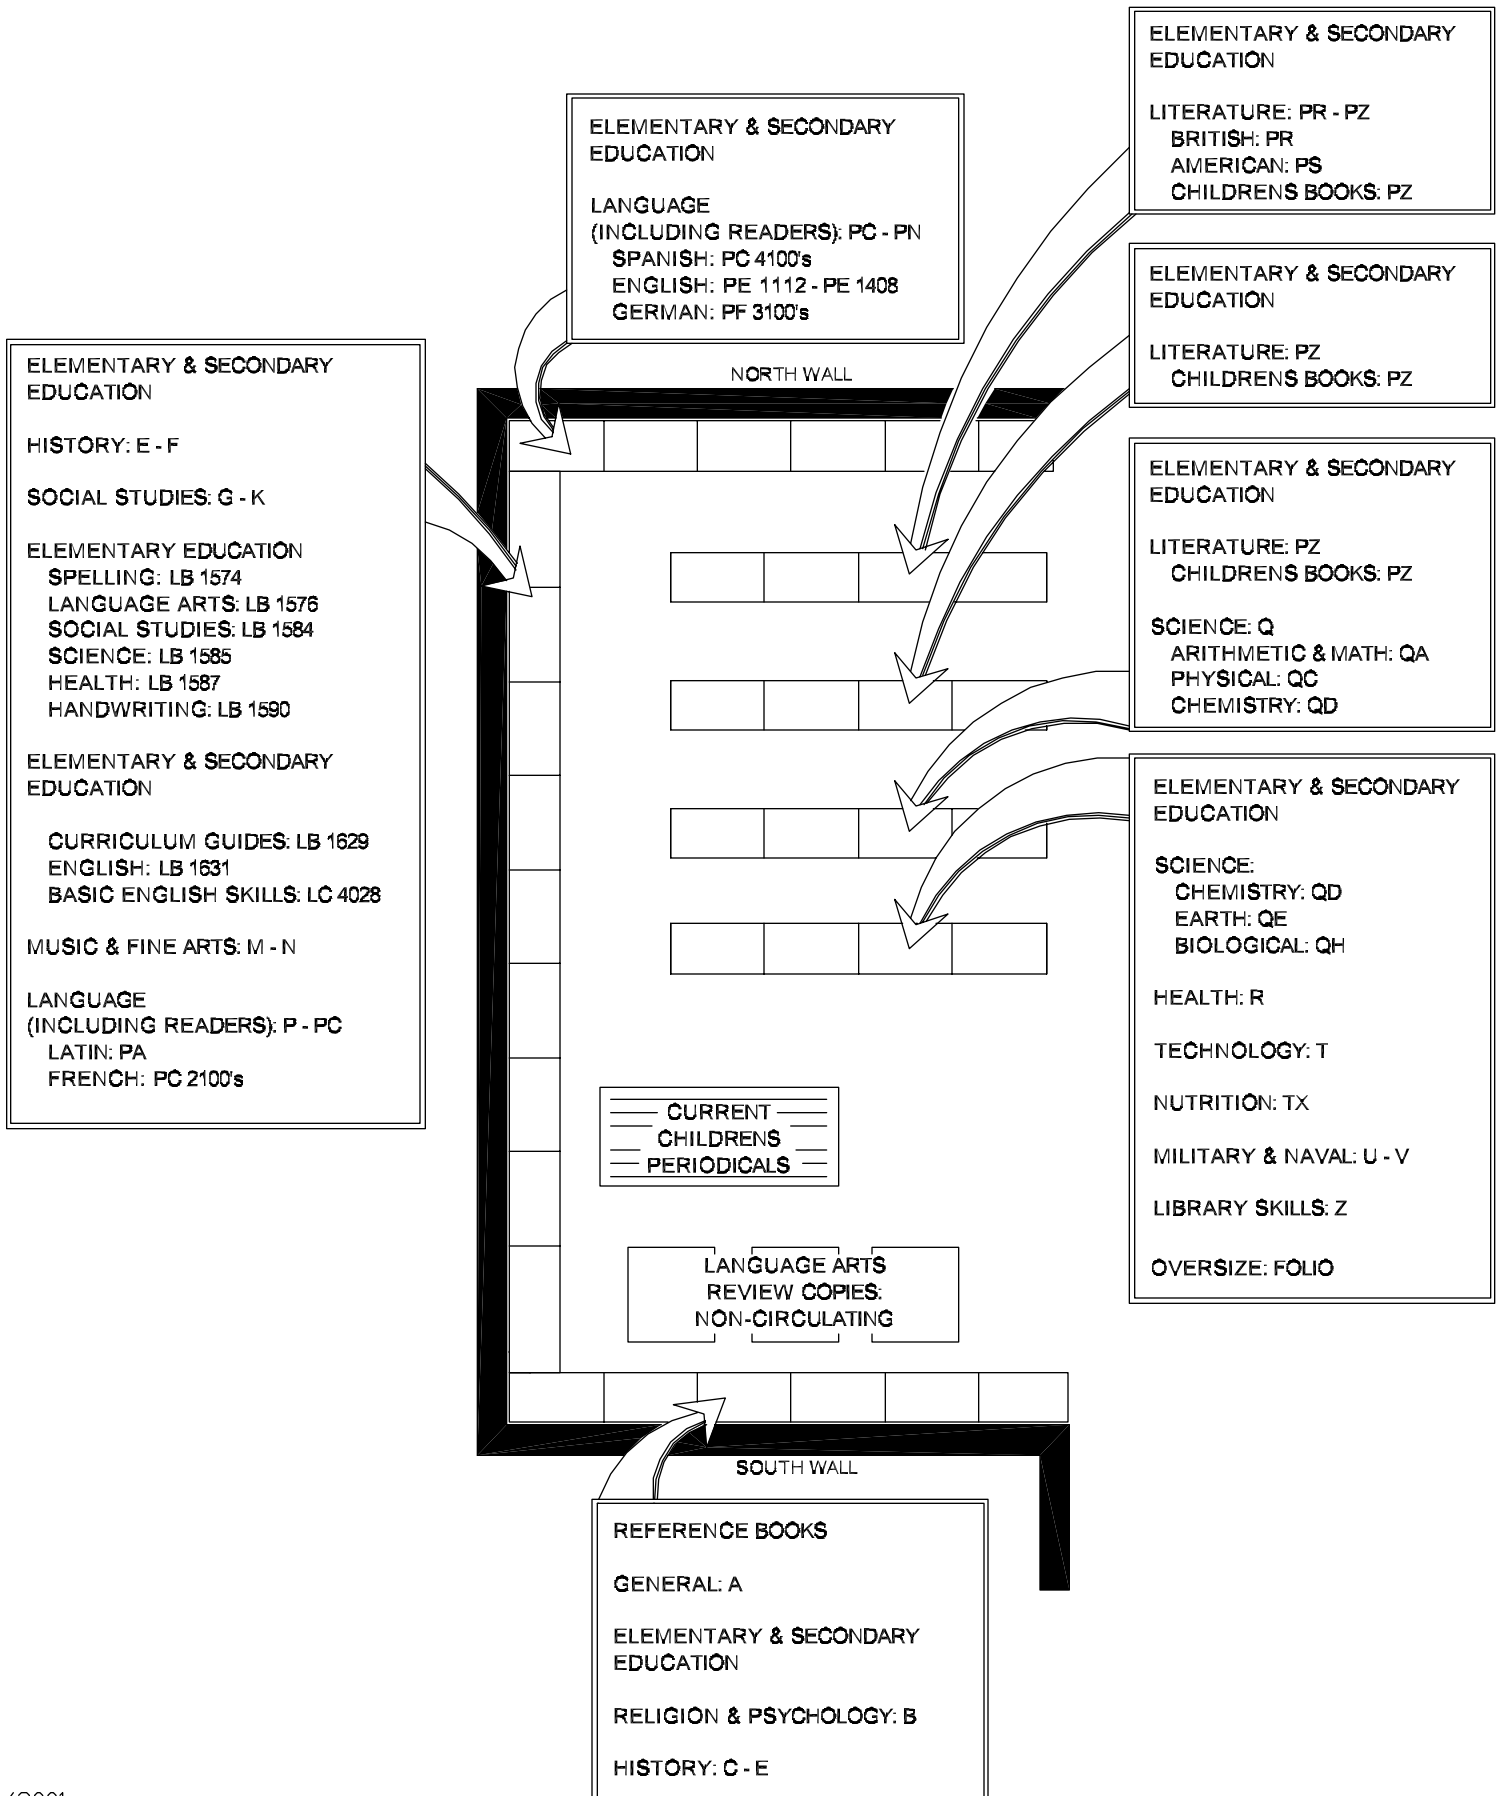 ELEMENTARY & SECONDARY
EDUCATION
LITERATURE: PR - PZ
BRITISH: PR
AMERICAN: PS
CHILDRENS BOOKS: PZ
ELEMENTARY & SECONDARY
EDUCATION
LANGUAGE
(INCLUDING READERS): PC - PN
SPANISH: PC 4100's
ENGLISH: PE 1112 - PE 1408
GERMAN: PF 3100's
ELEMENTARY & SECONDARY
EDUCATION
LITERATURE: PZ
CHILDRENS BOOKS: PZ
NORTH WALL
ELEMENTARY & SECONDARY
EDUCATION
HISTORY: E - F
SOCIAL STUDIES: G - K
ELEMENTARY EDUCATION
SPELLING: LB 1574
LANGUAGE ARTS: LB 1576
SOCIAL STUDIES: LB 1584
SCIENCE: LB 1585
HEALTH: LB 1587
HANDWRITING: LB 1590
ELEMENTARY & SECONDARY
EDUCATION
CURRICULUM GUIDES: LB 1629
ENGLISH: LB 1631
BASIC ENGLISH SKILLS: LC 4028
MUSIC & FINE ARTS: M - N
LANGUAGE
(INCLUDING READERS): P - PC
LATIN: PA
FRENCH: PC 2100's
ELEMENTARY & SECONDARY
EDUCATION
LITERATURE: PZ
CHILDRENS BOOKS: PZ
SCIENCE: Q
ARITHMETIC & MATH: QA
PHYSICAL: QC
CHEMISTRY: QD
ELEMENTARY & SECONDARY
EDUCATION
SCIENCE:
CHEMISTRY: QD
EARTH: QE
BIOLOGICAL: QH
HEALTH: R
TECHNOLOGY: T
NUTRITION: TX
MILITARY & NAVAL: U - V
LIBRARY SKILLS: Z
OVERSIZE: FOLIO
CURRENT
CHILDRENS
PERIODICALS
LANGUAGE ARTS
REVIEW COPIES:
NON-CIRCULATING
SOUTH WALL
REFERENCE BOOKS
GENERAL: A
ELEMENTARY & SECONDARY
EDUCATION
RELIGION & PSYCHOLOGY: B
HISTORY: C - E